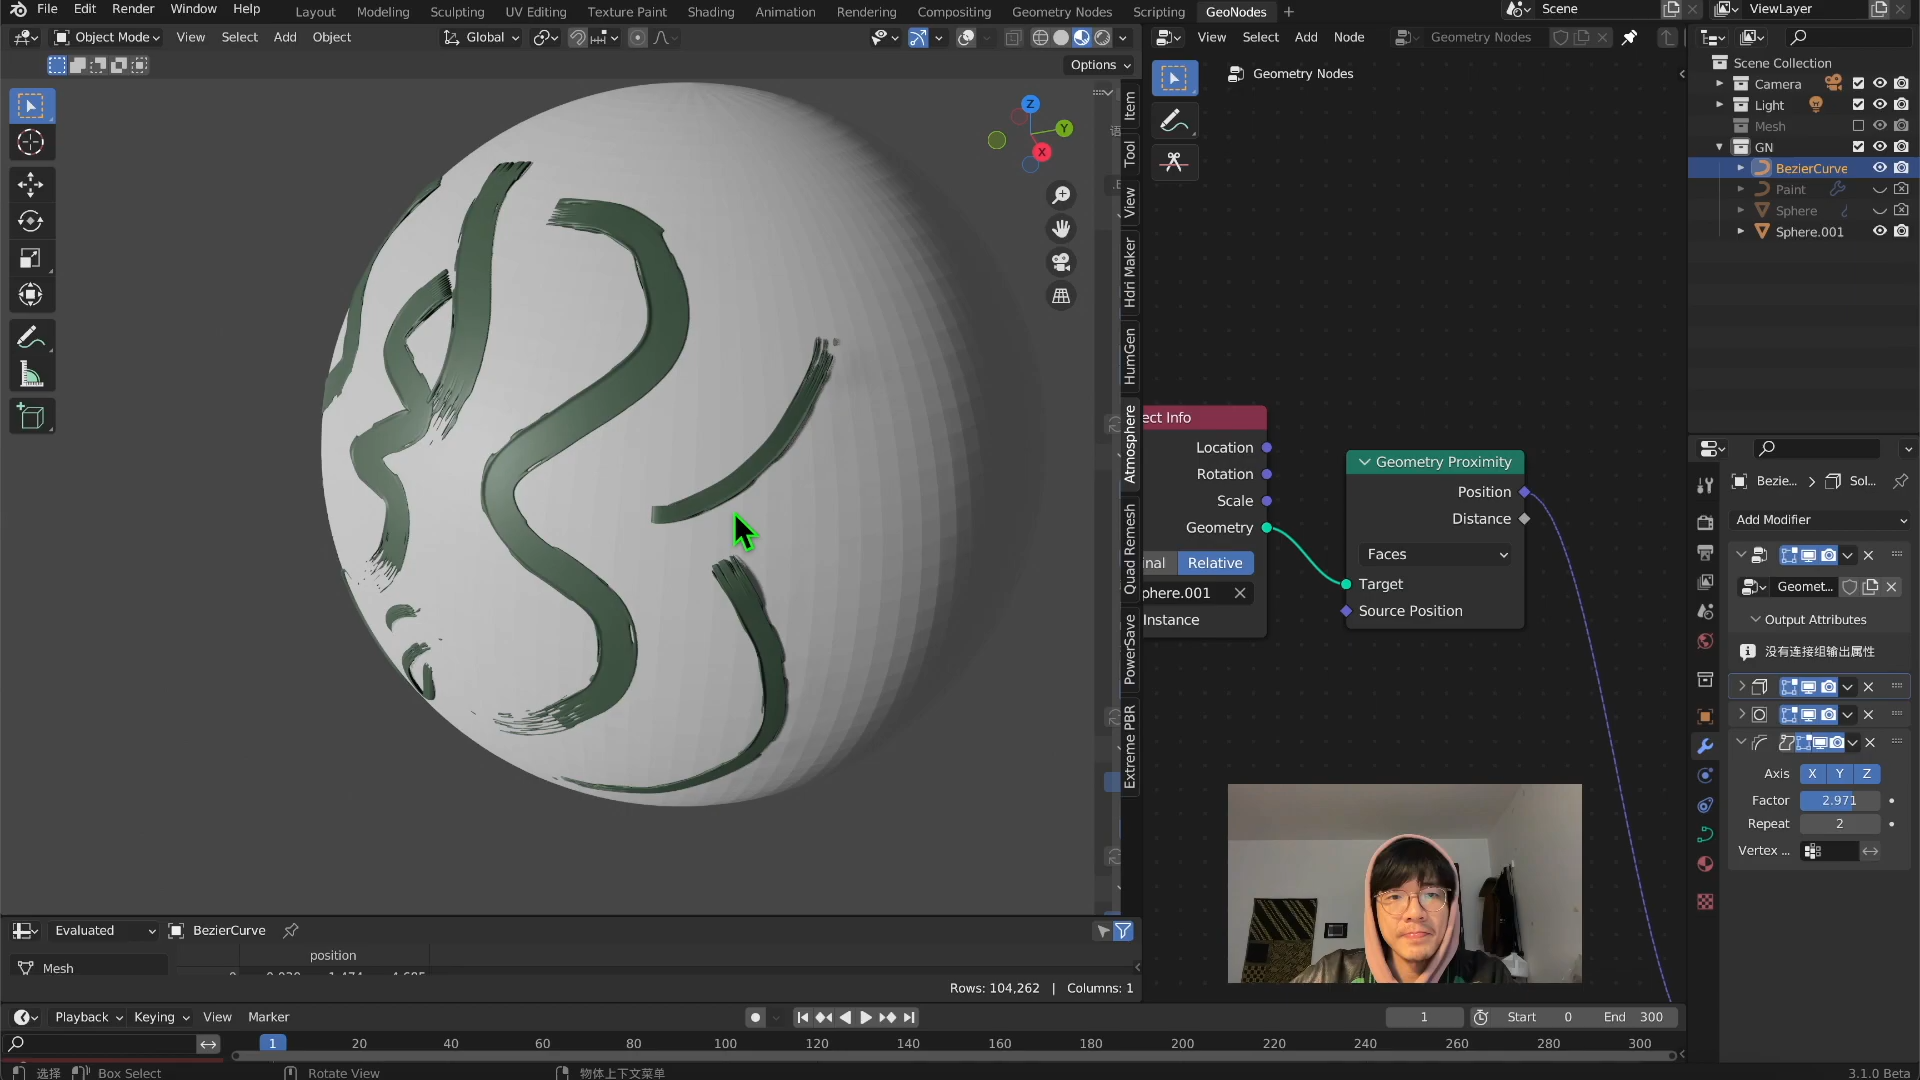 File Edit Render Window Help Layout Modeling Sculpting UV Editing Texture Paint Shading Animation Rendering Compositing Geometry Nodes Scripting GeoNodes Scene ViewLayer
Object Mode View Select Add Object Global View Select Add Node Geometry Nodes
Options
Geometry Nodes
Scene Collection
Camera
Light
Mesh
GN
BezierCurve
Paint
Sphere
Sphere.001
Z
Y
X
Item
Tool
View
Hdri Maker
HumGen
Atmosphere
Quad Remesh
PowerSave
Extreme PBR
ect Info
Location
Rotation
Scale
Geometry
nal Relative
phere.001
Instance
Geometry Proximity
Position
Distance
Faces
Target
Source Position
Bezie... Sol...
Add Modifier
Geomet...
Output Attributes
没有连接组输出属性
Axis X Y Z
Factor 2.971
Repeat 2
Vertex ...
Evaluated BezierCurve
position
Mesh
Rows: 104,262 | Columns: 1
Playback Keying View Marker 1 Start 0 End 300
1 20 40 60 80 100 120 140 160 180 200 220 240 260 280 300
选择 Box Select Rotate View 物体上下文菜单 3.1.0 Beta